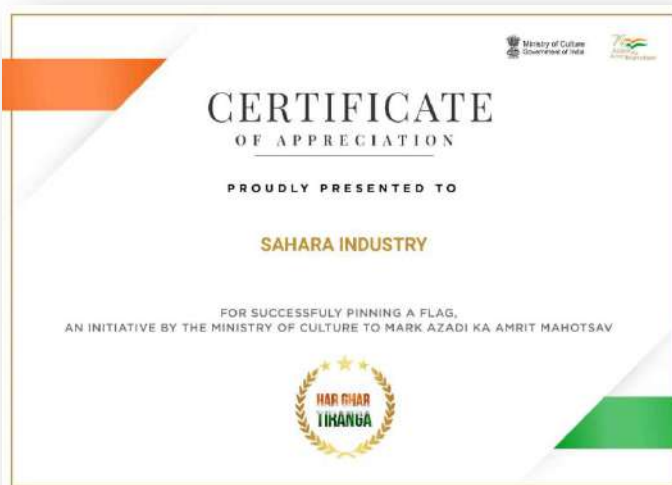 Ministry of Culture
Government of India
CERTIFICATE
OF APPRECIATION
PROUDLY PRESENTED TO
SAHARA INDUSTRY
FOR SUCCESSFULY PINNING A FLAG,
AN INITIATIVE BY THE MINISTRY OF CULTURE TO MARK AZADI KA AMRIT MAHOTSAV
HAR GHAR
TIRANGA